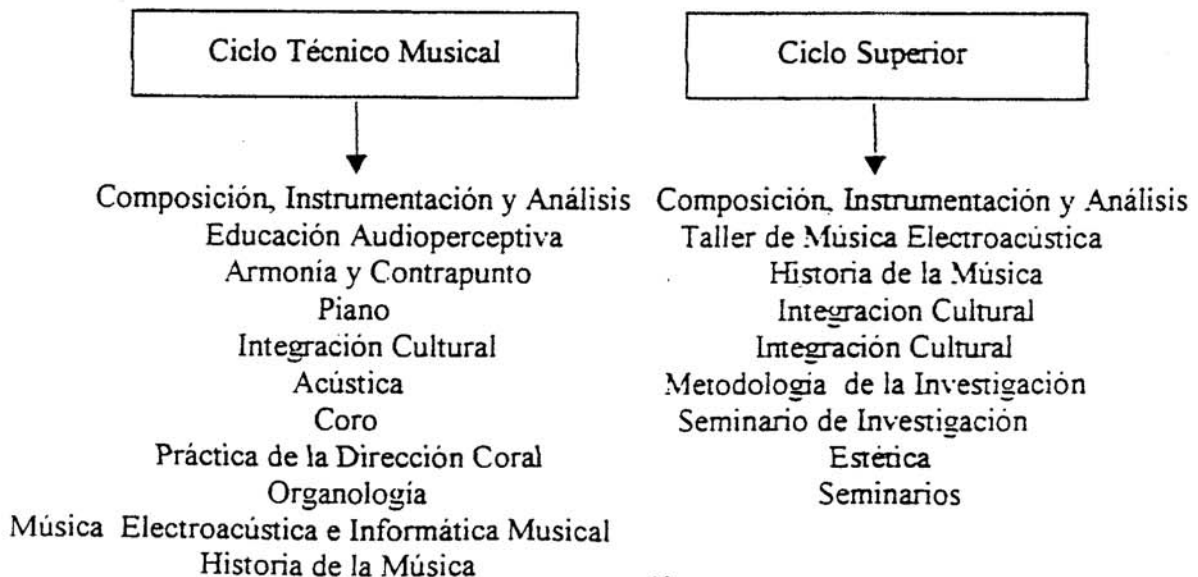 Ciclo Técnico Musical
Composición, Instrumentación y Análisis
Educación Audioperceptiva
Armonía y Contrapunto
Piano
Integración Cultural
Acústica
Coro
Práctica de la Dirección Coral
Organología
Música Electroacústica e Informática Musical
Historia de la Música
Ciclo Superior
Composición, Instrumentación y Análisis
Taller de Música Electroacústica
Historia de la Música
Integracion Cultural
Integración Cultural
Metodología de la Investigación
Seminario de Investigación
Estética
Seminarios